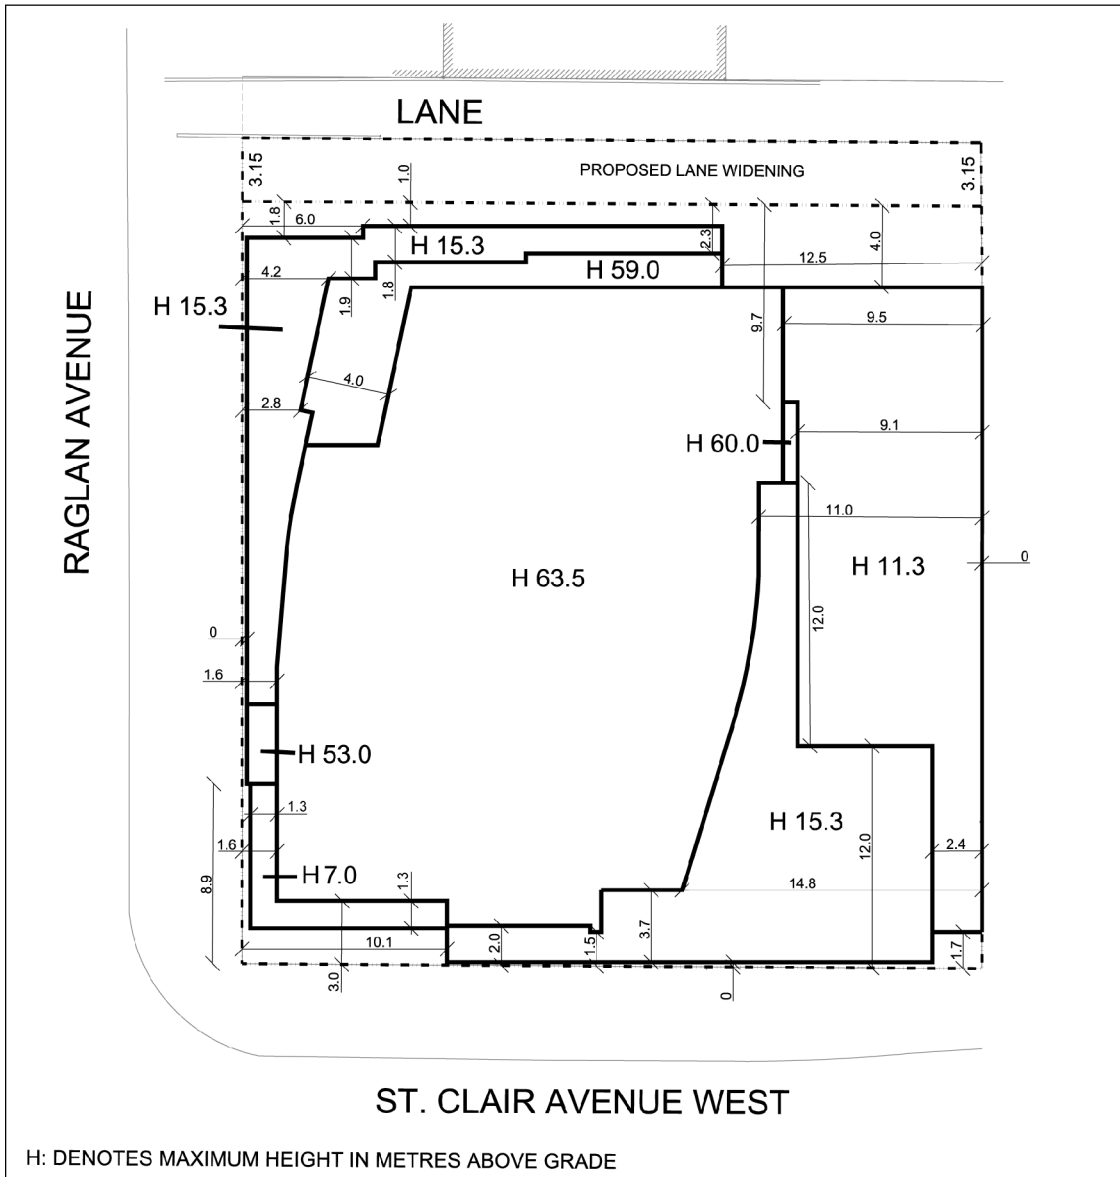 LANE
3.15
PROPOSED LANE WIDENING
3.15
1.0
1.8
6.0
H 15.3
2.3
4.0
12.5
H 59.0
4.2
1.9
1.8
H 15.3
9.7
9.5
4.0
2.8
9.1
H 60.0
11.0
RAGLAN AVENUE
H 63.5
H 11.3
0
12.0
0
1.6
H 53.0
1.3
H 15.3
12.0
2.4
1.6
H 7.0
8.9
1.3
14.8
3.7
10.1
2.0
1.5
1.7
3.0
0
ST. CLAIR AVENUE WEST
H: DENOTES MAXIMUM HEIGHT IN METRES ABOVE GRADE